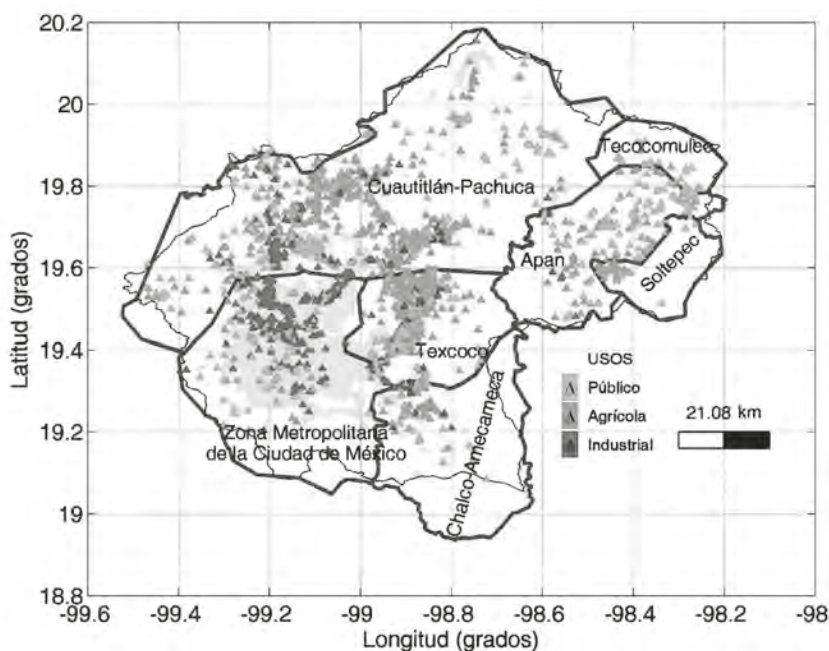 20.2
20
19.8
19.6
19.4
19.2
19
18.8
Latitud (grados)
Tecocomulco
Cuautitlán-Pachuca
Apan
Soltepec
Texcoco
USOS
Público
Agrícola
Industrial
21.08 km
Zona Metropolitana
de la Ciudad de México
Chalco-Amecameca
-99.6
-99.4
-99.2
-99
-98.8
-98.6
-98.4
-98.2
-98
Longitud (grados)